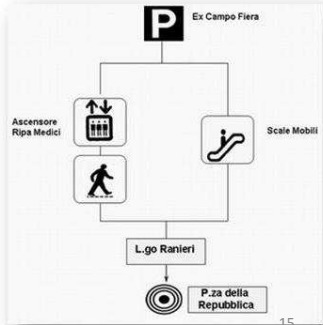 P
Ex Campo Fiera
Ascensore
Ripa Medici
Scale Mobili
L.go Ranieri
P.za della
Repubblica
15